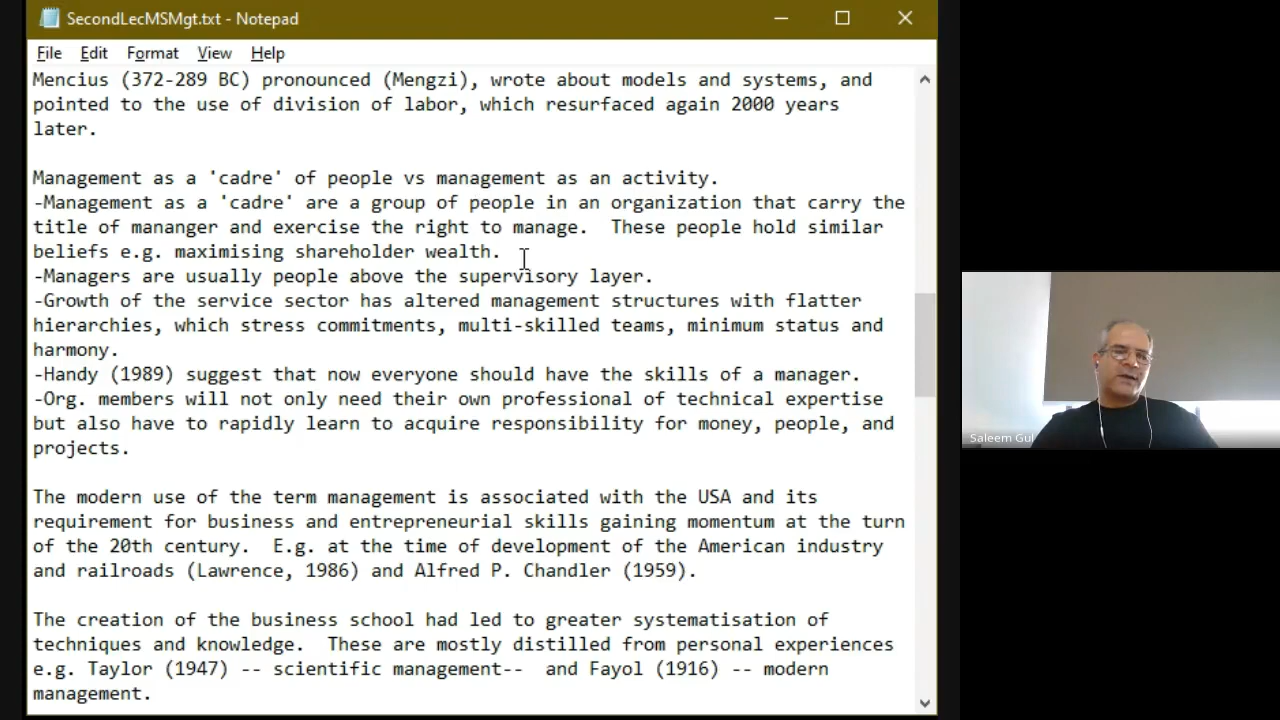 SecondLecMSMgt.txt - Notepad
File Edit Format View Help
Mencius (372-289 BC) pronounced (Mengzi), wrote about models and systems, and
pointed to the use of division of labor, which resurfaced again 2000 years
later.
Management as a 'cadre' of people vs management as an activity.
-Management as a 'cadre' are a group of people in an organization that carry the
title of mananger and exercise the right to manage.  These people hold similar
beliefs e.g. maximising shareholder wealth.
-Managers are usually people above the supervisory layer.
-Growth of the service sector has altered management structures with flatter
hierarchies, which stress commitments, multi-skilled teams, minimum status and
harmony.
-Handy (1989) suggest that now everyone should have the skills of a manager.
-Org. members will not only need their own professional of technical expertise
but also have to rapidly learn to acquire responsibility for money, people, and
projects.
The modern use of the term management is associated with the USA and its
requirement for business and entrepreneurial skills gaining momentum at the turn
of the 20th century.  E.g. at the time of development of the American industry
and railroads (Lawrence, 1986) and Alfred P. Chandler (1959).
The creation of the business school had led to greater systematisation of
techniques and knowledge.  These are mostly distilled from personal experiences
e.g. Taylor (1947) -- scientific management--  and Fayol (1916) -- modern
management.
Saleem Gul